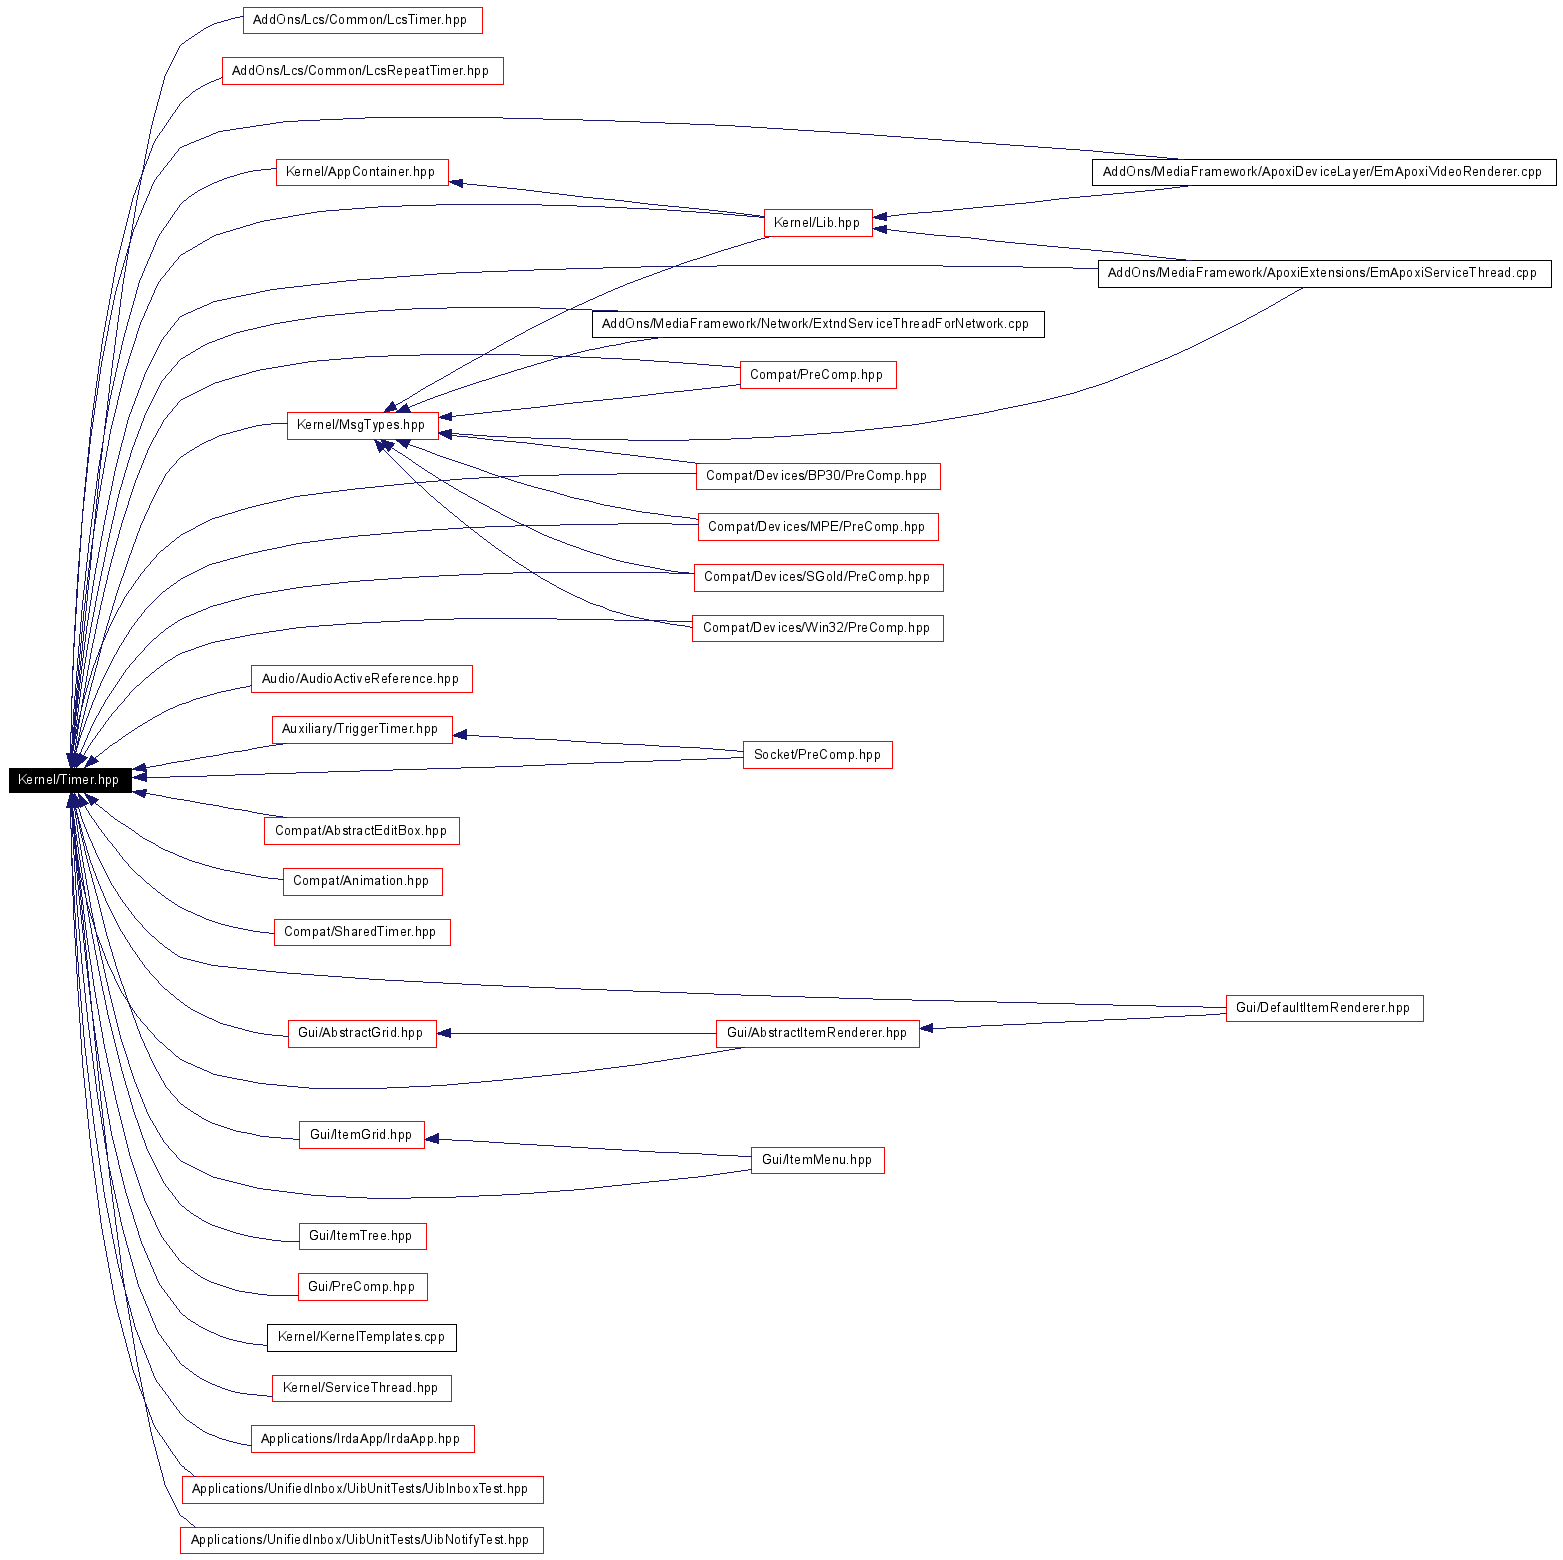 AddOns/Lcs/Common/LcsTimer.hpp
AddOns/Lcs/Common/LcsRepeatTimer.hpp
Kernel/AppContainer.hpp
AddOns/MediaFramework/ApoxiDeviceLayer/EmApoxiVideoRenderer.cpp
Kernel/Lib.hpp
AddOns/MediaFramework/ApoxiExtensions/EmApoxiServiceThread.cpp
AddOns/MediaFramework/Network/ExtndServiceThreadForNetwork.cpp
Compat/PreComp.hpp
Kernel/MsgTypes.hpp
Compat/Devices/BP30/PreComp.hpp
Compat/Devices/MPE/PreComp.hpp
Compat/Devices/SGold/PreComp.hpp
Compat/Devices/Win32/PreComp.hpp
Audio/AudioActiveReference.hpp
Auxiliary/TriggerTimer.hpp
Socket/PreComp.hpp
Kernel/Timer.hpp
Compat/AbstractEditBox.hpp
Compat/Animation.hpp
Compat/SharedTimer.hpp
Gui/DefaultItemRenderer.hpp
Gui/AbstractGrid.hpp
Gui/AbstractItemRenderer.hpp
Gui/ItemGrid.hpp
Gui/ItemMenu.hpp
Gui/ItemTree.hpp
Gui/PreComp.hpp
Kernel/KernelTemplates.cpp
Kernel/ServiceThread.hpp
Applications/IrdaApp/IrdaApp.hpp
Applications/UnifiedInbox/UibUnitTests/UibInboxTest.hpp
Applications/UnifiedInbox/UibUnitTests/UibNotifyTest.hpp